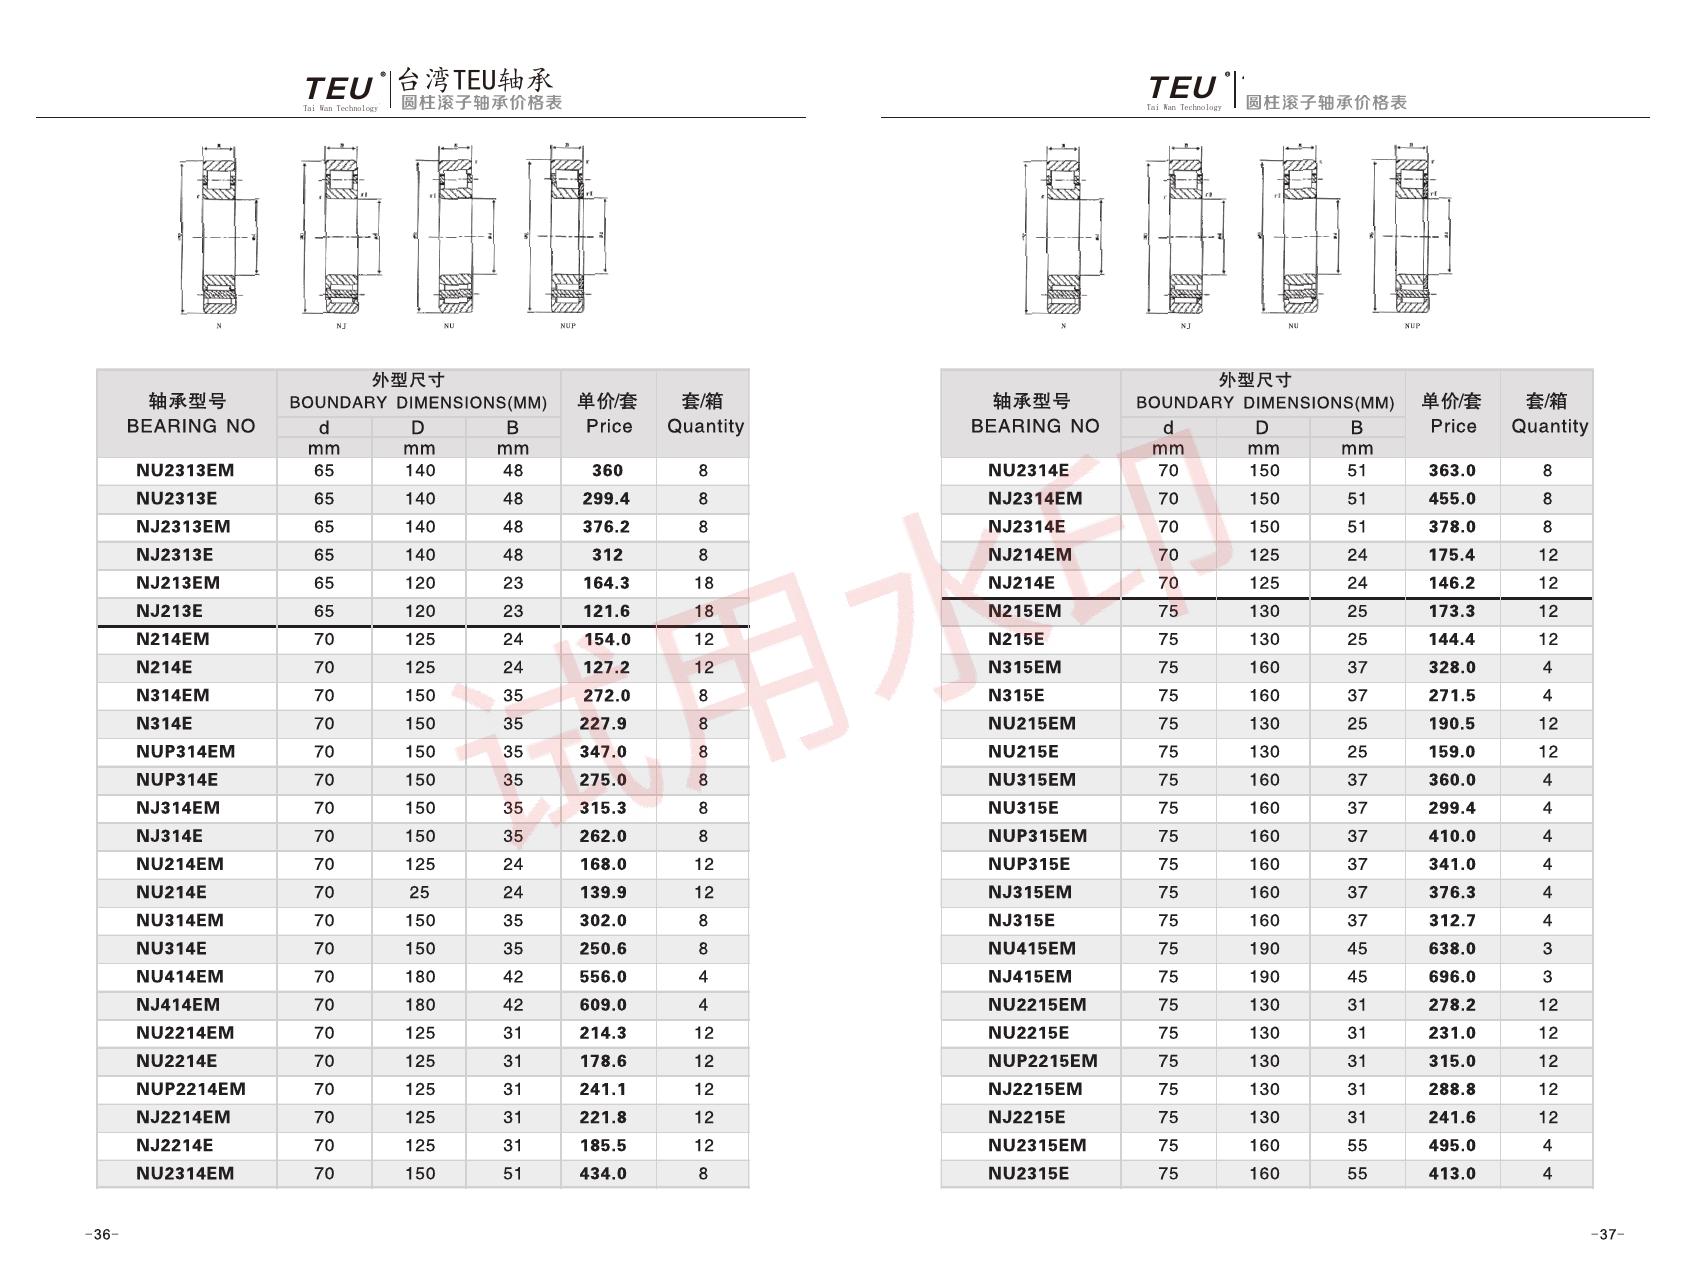 TEU® 台湾TEU轴承
Tai Wan Technology 圆柱滚子轴承价格表
N NJ NU NUP
轴承型号 外型尺寸 单价/套 套/箱
BEARING NO BOUNDARY DIMENSIONS(MM) Price Quantity
d D B
mm mm mm
NU2313EM 65 140 48 360 8
NU2313E 65 140 48 299.4 8
NJ2313EM 65 140 48 376.2 8
NJ2313E 65 140 48 312 8
NJ213EM 65 120 23 164.3 18
NJ213E 65 120 23 121.6 18
N214EM 70 125 24 154.0 12
N214E 70 125 24 127.2 12
N314EM 70 150 35 272.0 8
N314E 70 150 35 227.9 8
NUP314EM 70 150 35 347.0 8
NUP314E 70 150 35 275.0 8
NJ314EM 70 150 35 315.3 8
NJ314E 70 150 35 262.0 8
NU214EM 70 125 24 168.0 12
NU214E 70 25 24 139.9 12
NU314EM 70 150 35 302.0 8
NU314E 70 150 35 250.6 8
NU414EM 70 180 42 556.0 4
NJ414EM 70 180 42 609.0 4
NU2214EM 70 125 31 214.3 12
NU2214E 70 125 31 178.6 12
NUP2214EM 70 125 31 241.1 12
NJ2214EM 70 125 31 221.8 12
NJ2214E 70 125 31 185.5 12
NU2314EM 70 150 51 434.0 8
-36-
TEU®
Tai Wan Technology 圆柱滚子轴承价格表
N NJ NU NUP
轴承型号 外型尺寸 单价/套 套/箱
BEARING NO BOUNDARY DIMENSIONS(MM) Price Quantity
d D B
mm mm mm
NU2314E 70 150 51 363.0 8
NJ2314EM 70 150 51 455.0 8
NJ2314E 70 150 51 378.0 8
NJ214EM 70 125 24 175.4 12
NJ214E 70 125 24 146.2 12
N215EM 75 130 25 173.3 12
N215E 75 130 25 144.4 12
N315EM 75 160 37 328.0 4
N315E 75 160 37 271.5 4
NU215EM 75 130 25 190.5 12
NU215E 75 130 25 159.0 12
NU315EM 75 160 37 360.0 4
NU315E 75 160 37 299.4 4
NUP315EM 75 160 37 410.0 4
NUP315E 75 160 37 341.0 4
NJ315EM 75 160 37 376.3 4
NJ315E 75 160 37 312.7 4
NU415EM 75 190 45 638.0 3
NJ415EM 75 190 45 696.0 3
NU2215EM 75 130 31 278.2 12
NU2215E 75 130 31 231.0 12
NUP2215EM 75 130 31 315.0 12
NJ2215EM 75 130 31 288.8 12
NJ2215E 75 130 31 241.6 12
NU2315EM 75 160 55 495.0 4
NU2315E 75 160 55 413.0 4
-37-
试用水印